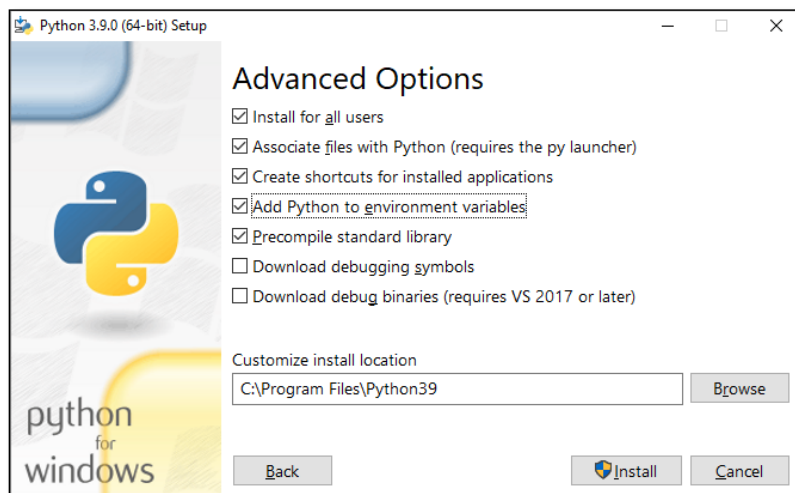 Python 3.9.0 (64-bit) Setup
Advanced Options
Install for all users
Associate files with Python (requires the py launcher)
Create shortcuts for installed applications
Add Python to environment variables
Precompile standard library
Download debugging symbols
Download debug binaries (requires VS 2017 or later)
Customize install location
C:\Program Files\Python39
Browse
python
for
windows
Back
Install
Cancel